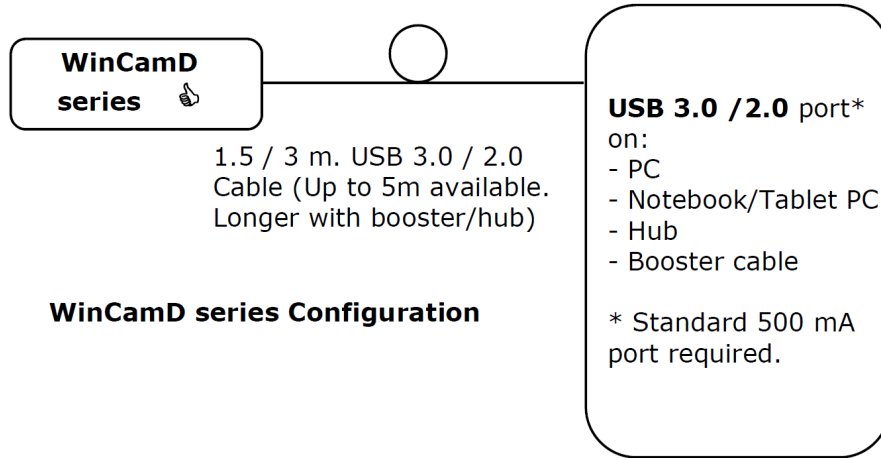 WinCamD
series
1.5 / 3 m. USB 3.0 / 2.0
Cable (Up to 5m available.
Longer with booster/hub)
WinCamD series Configuration
USB 3.0 /2.0 port*
on:
- PC
- Notebook/Tablet PC
- Hub
- Booster cable
* Standard 500 mA
port required.